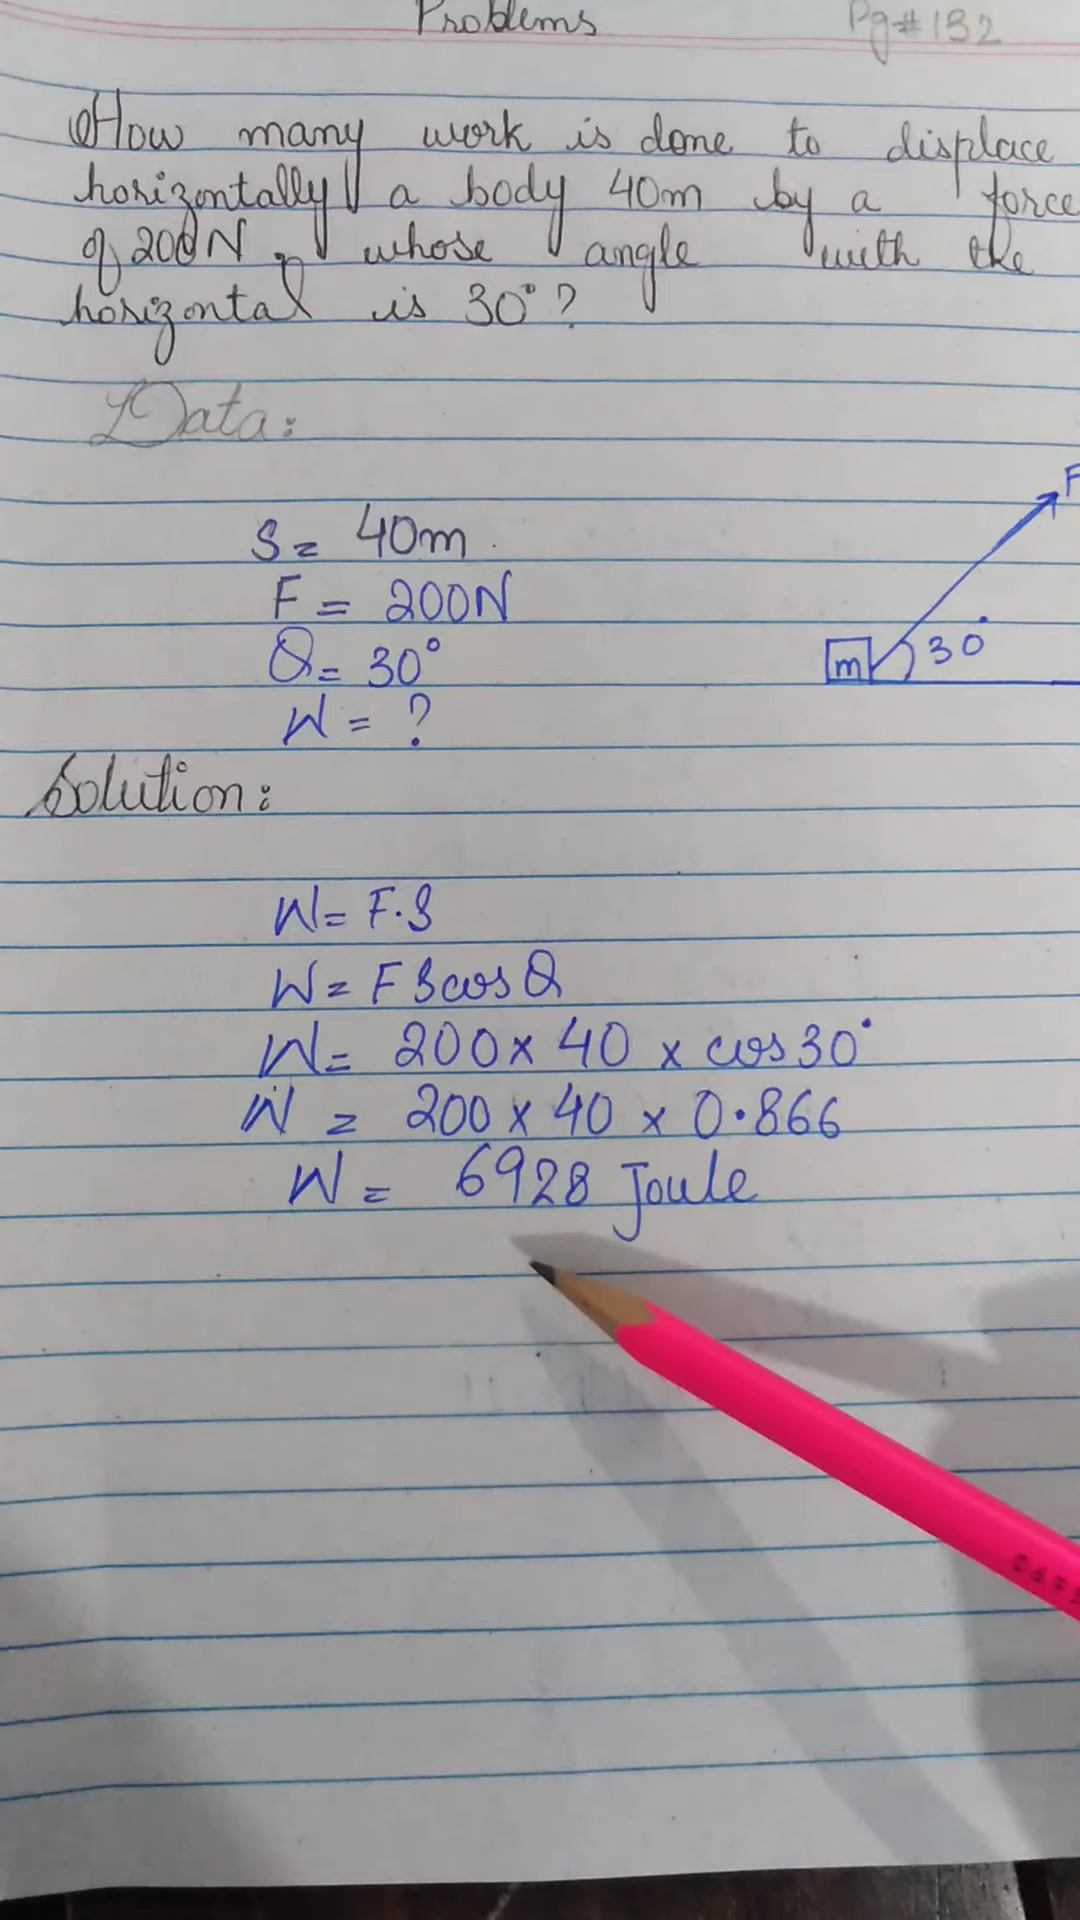 Problems
Pg#132
How many work is done to displace
horizontally a body 40m by a force
of 200N, whose angle with the
horizontal is 30°?
Data:
S = 40m
F = 200N
θ = 30°
W = ?
F
m 30°
Solution:
W = F.S
W = FScosθ
W = 200 × 40 × cos30°
W = 200 × 40 × 0.866
W = 6928 Joule